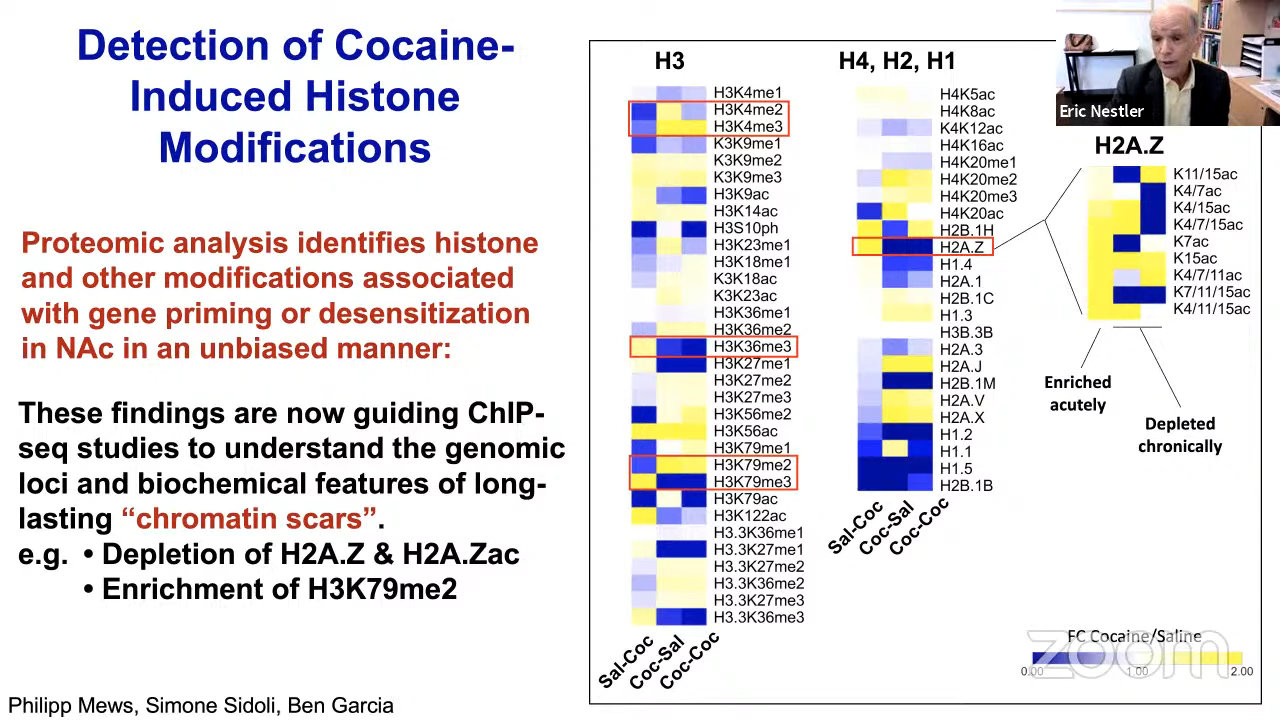 Detection of Cocaine-
Induced Histone
Modifications
Proteomic analysis identifies histone
and other modifications associated
with gene priming or desensitization
in NAc in an unbiased manner:
These findings are now guiding ChIP-
seq studies to understand the genomic
loci and biochemical features of long-
lasting “chromatin scars”.
e.g. • Depletion of H2A.Z & H2A.Zac
• Enrichment of H3K79me2
Philipp Mews, Simone Sidoli, Ben Garcia
H3
H3K4me1
H3K4me2
H3K4me3
K3K9me1
K3K9me2
K3K9me3
H3K9ac
H3K14ac
H3S10ph
H3K23me1
H3K18me1
K3K18ac
K3K23ac
H3K36me1
H3K36me2
H3K36me3
H3K27me1
H3K27me2
H3K27me3
H3K56me2
H3K56ac
H3K79me1
H3K79me2
H3K79me3
H3K79ac
H3K122ac
H3.3K36me1
H3.3K27me1
H3.3K27me2
H3.3K36me2
H3.3K27me3
H3.3K36me3
Sal-Coc
Coc-Sal
Coc-Coc
H4, H2, H1
H4K5ac
H4K8ac
K4K12ac
H4K16ac
H4K20me1
H4K20me2
H4K20me3
H4K20ac
H2B.1H
H2A.Z
H1.4
H2A.1
H2B.1C
H1.3
H3B.3B
H2A.3
H2A.J
H2B.1M
H2A.V
H2A.X
H1.2
H1.1
H1.5
H2B.1B
Sal-Coc
Coc-Sal
Coc-Coc
Eric Nestler
H2A.Z
K11/15ac
K4/7ac
K4/15ac
K4/7/15ac
K7ac
K15ac
K4/7/11ac
K7/11/15ac
K4/11/15ac
Enriched
acutely
Depleted
chronically
FC Cocaine/Saline
0.00 1.00 2.00
zoom